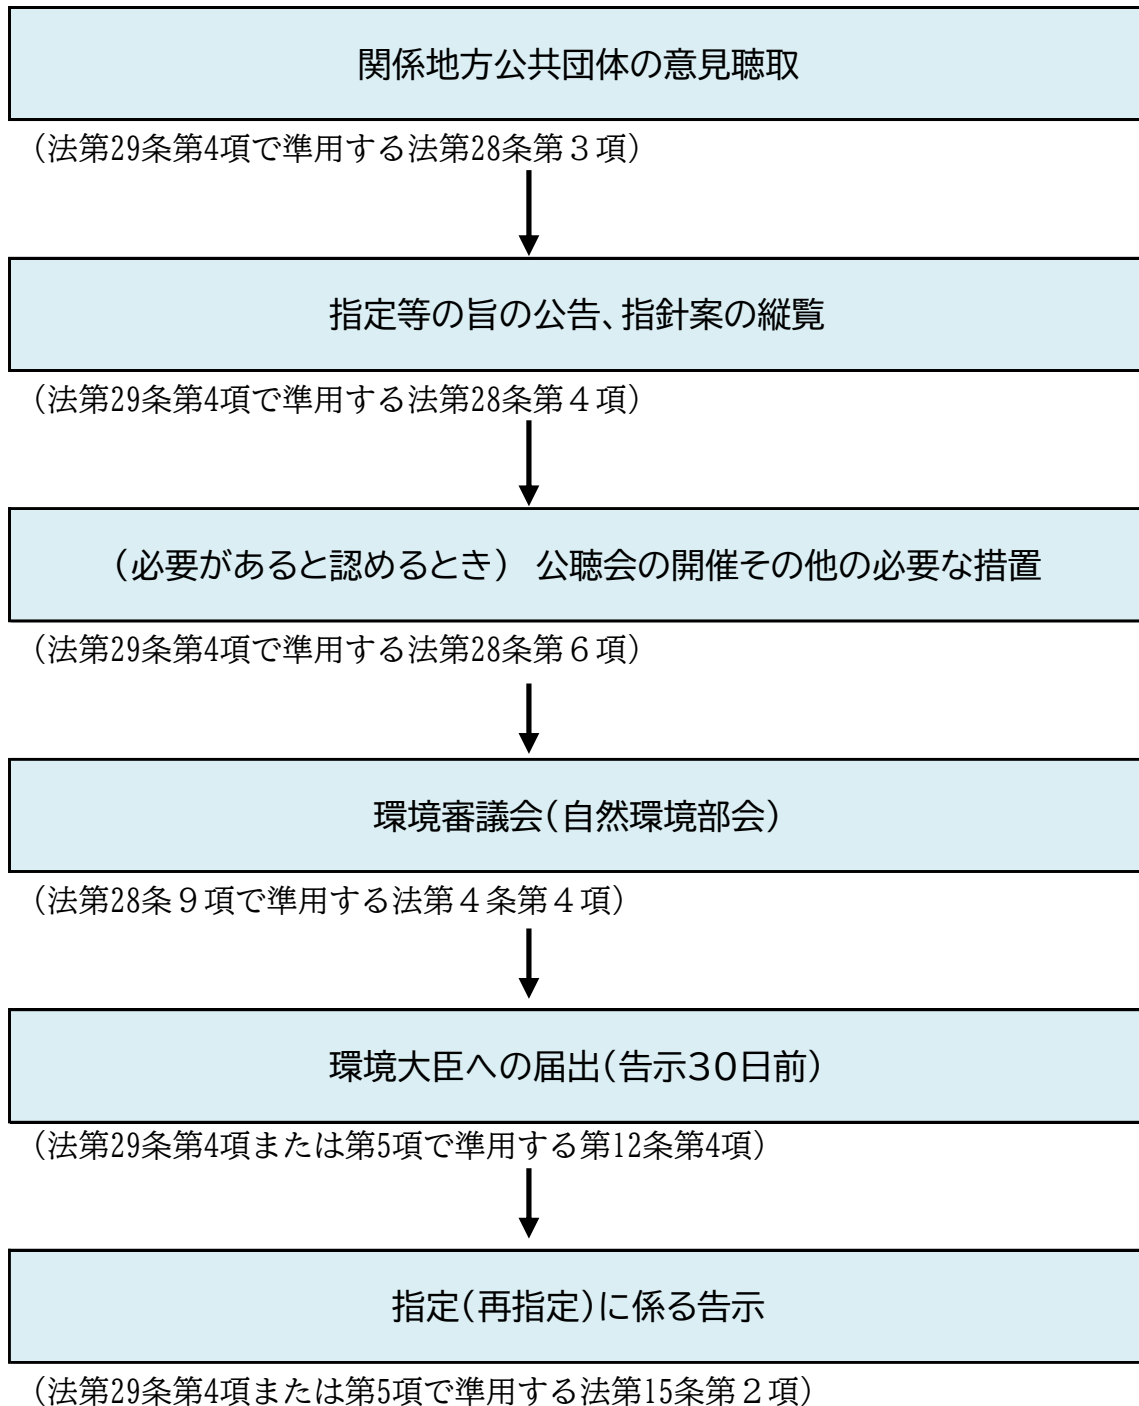 関係地方公共団体の意見聴取
（法第29条第4項で準用する法第28条第３項）
指定等の旨の公告、指針案の縦覧
（法第29条第4項で準用する法第28条第４項）
（必要があると認めるとき） 公聴会の開催その他の必要な措置
（法第29条第4項で準用する法第28条第６項）
環境審議会（自然環境部会）
（法第28条９項で準用する法第４条第４項）
環境大臣への届出（告示３０日前）
（法第29条第4項または第5項で準用する第12条第4項）
指定（再指定）に係る告示
（法第29条第4項または第5項で準用する法第15条第２項）